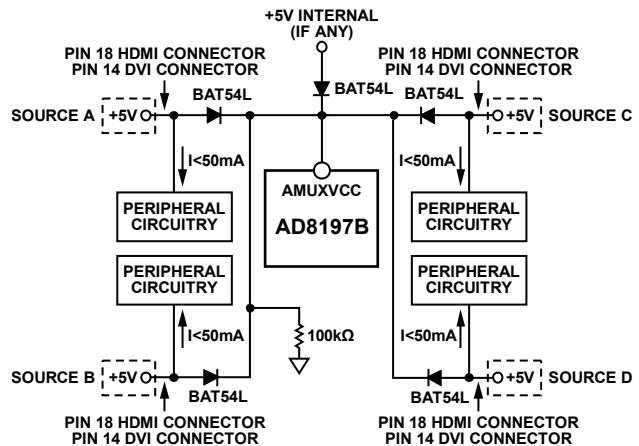 +5V INTERNAL
(IF ANY)
PIN 18 HDMI CONNECTOR
PIN 14 DVI CONNECTOR
PIN 18 HDMI CONNECTOR
PIN 14 DVI CONNECTOR
BAT54L
BAT54L
BAT54L
SOURCE A
+5V
+5V
SOURCE C
I<50mA
I<50mA
AMUXVCC
AD8197B
PERIPHERAL
CIRCUITRY
PERIPHERAL
CIRCUITRY
PERIPHERAL
CIRCUITRY
PERIPHERAL
CIRCUITRY
I<50mA
100kΩ
I<50mA
SOURCE B
+5V
+5V
SOURCE D
BAT54L
BAT54L
PIN 18 HDMI CONNECTOR
PIN 14 DVI CONNECTOR
PIN 18 HDMI CONNECTOR
PIN 14 DVI CONNECTOR